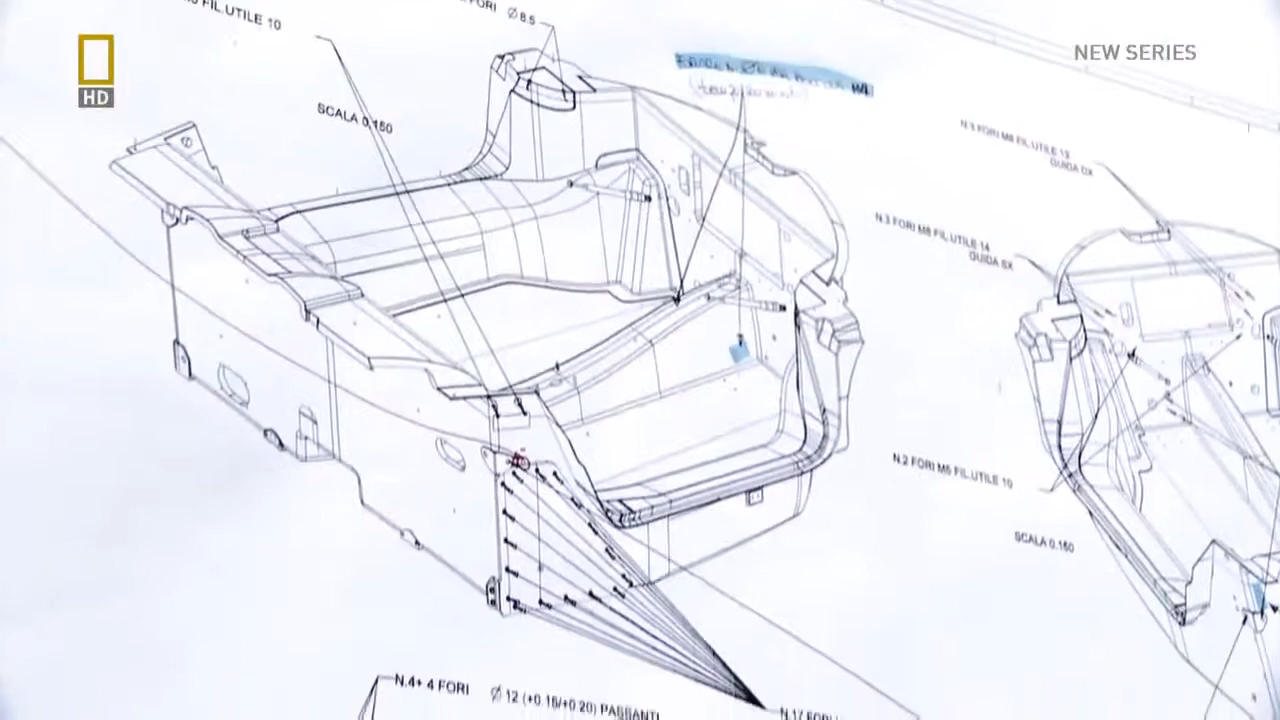 FIL.UTILE 10
FORI Ø 8.5
HD
NEW SERIES
SCALA 0.150
N.3 FORI M8 FIL.UTILE 13
GUIDA DX
N.3 FORI M8 FIL.UTILE 14
GUIDA SX
N.2 FORI M5 FIL.UTILE 10
SCALA 0.150
N.4+ 4 FORI Ø 12 (+0.15/+0.20) PASSANTI
N.17 FORI